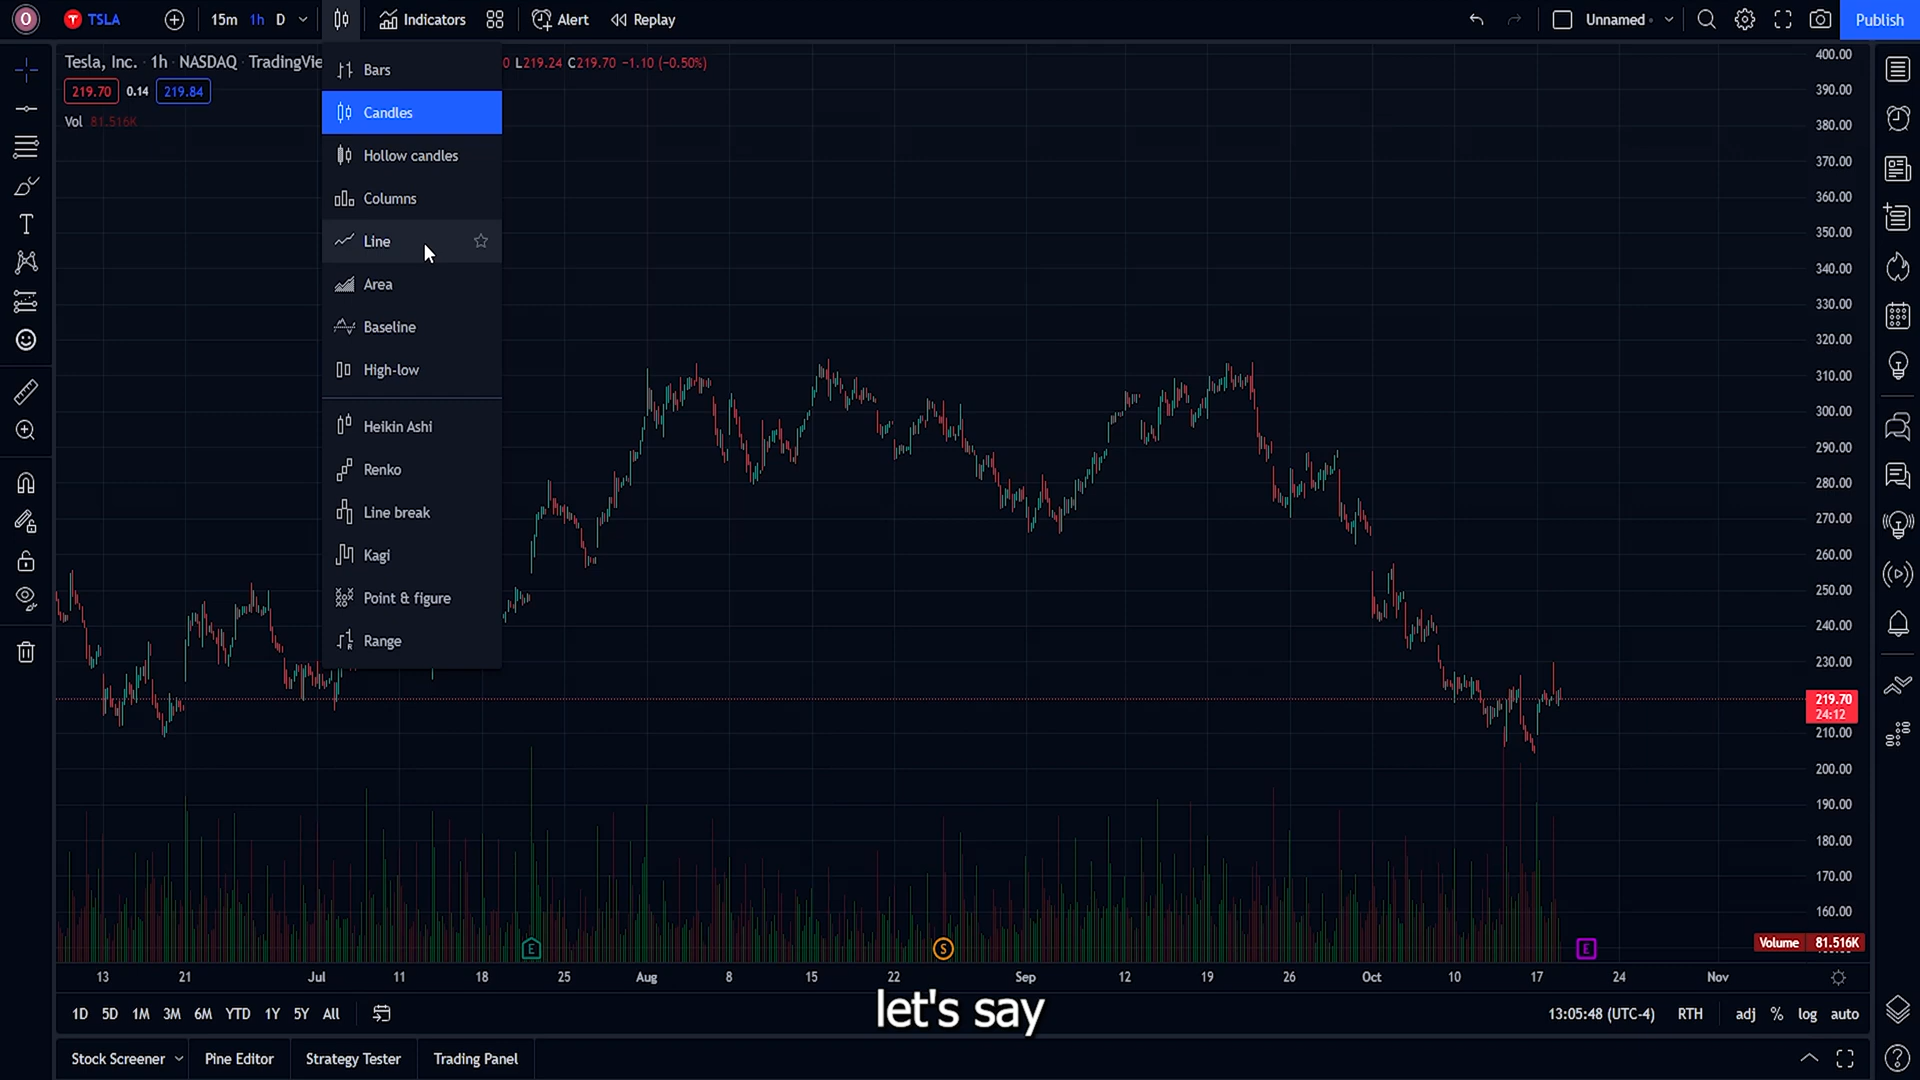 O TSLA 15m 1h D Indicators Alert Replay Unnamed Publish
Tesla, Inc. · 1h · NASDAQ · TradingVie 0 L219.24 C219.70 −1.10 (−0.50%)
219.70 0.14 219.84
Vol 81.516K
Bars
Candles
Hollow candles
Columns
Line
Area
Baseline
High-low
Heikin Ashi
Renko
Line break
Kagi
Point & figure
Range
400.00
390.00
380.00
370.00
360.00
350.00
340.00
330.00
320.00
310.00
300.00
290.00
280.00
270.00
260.00
250.00
240.00
230.00
219.70
24:12
210.00
200.00
190.00
180.00
170.00
160.00
Volume 81.516K
E S E
13 21 Jul 11 18 25 Aug 8 15 22 Sep 12 19 26 Oct 10 17 24 Nov
let's say
1D 5D 1M 3M 6M YTD 1Y 5Y All 13:05:48 (UTC-4) RTH adj % log auto
Stock Screener Pine Editor Strategy Tester Trading Panel